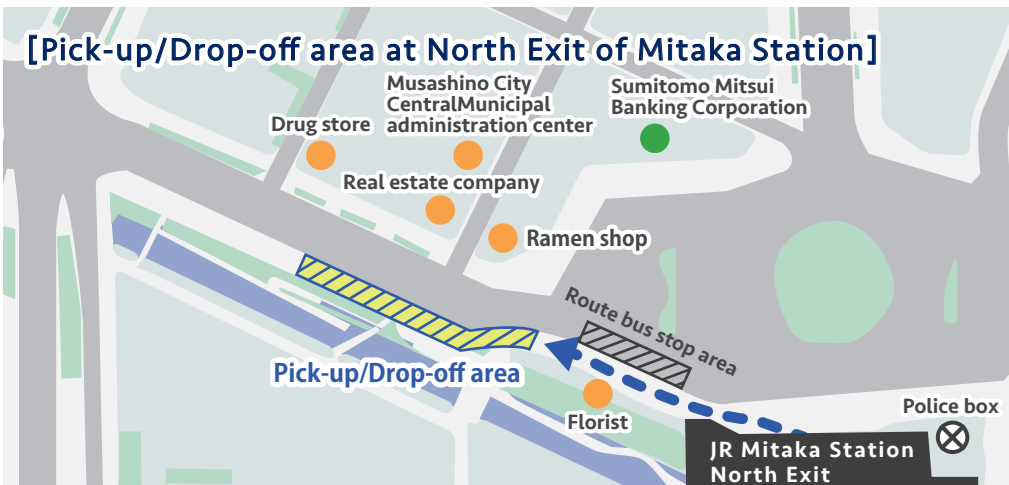 [Pick-up/Drop-off area at North Exit of Mitaka Station]
Musashino City
CentralMunicipal
administration center
Sumitomo Mitsui
Banking Corporation
Drug store
Real estate company
Ramen shop
Route bus stop area
Pick-up/Drop-off area
Florist
Police box
JR Mitaka Station
North Exit